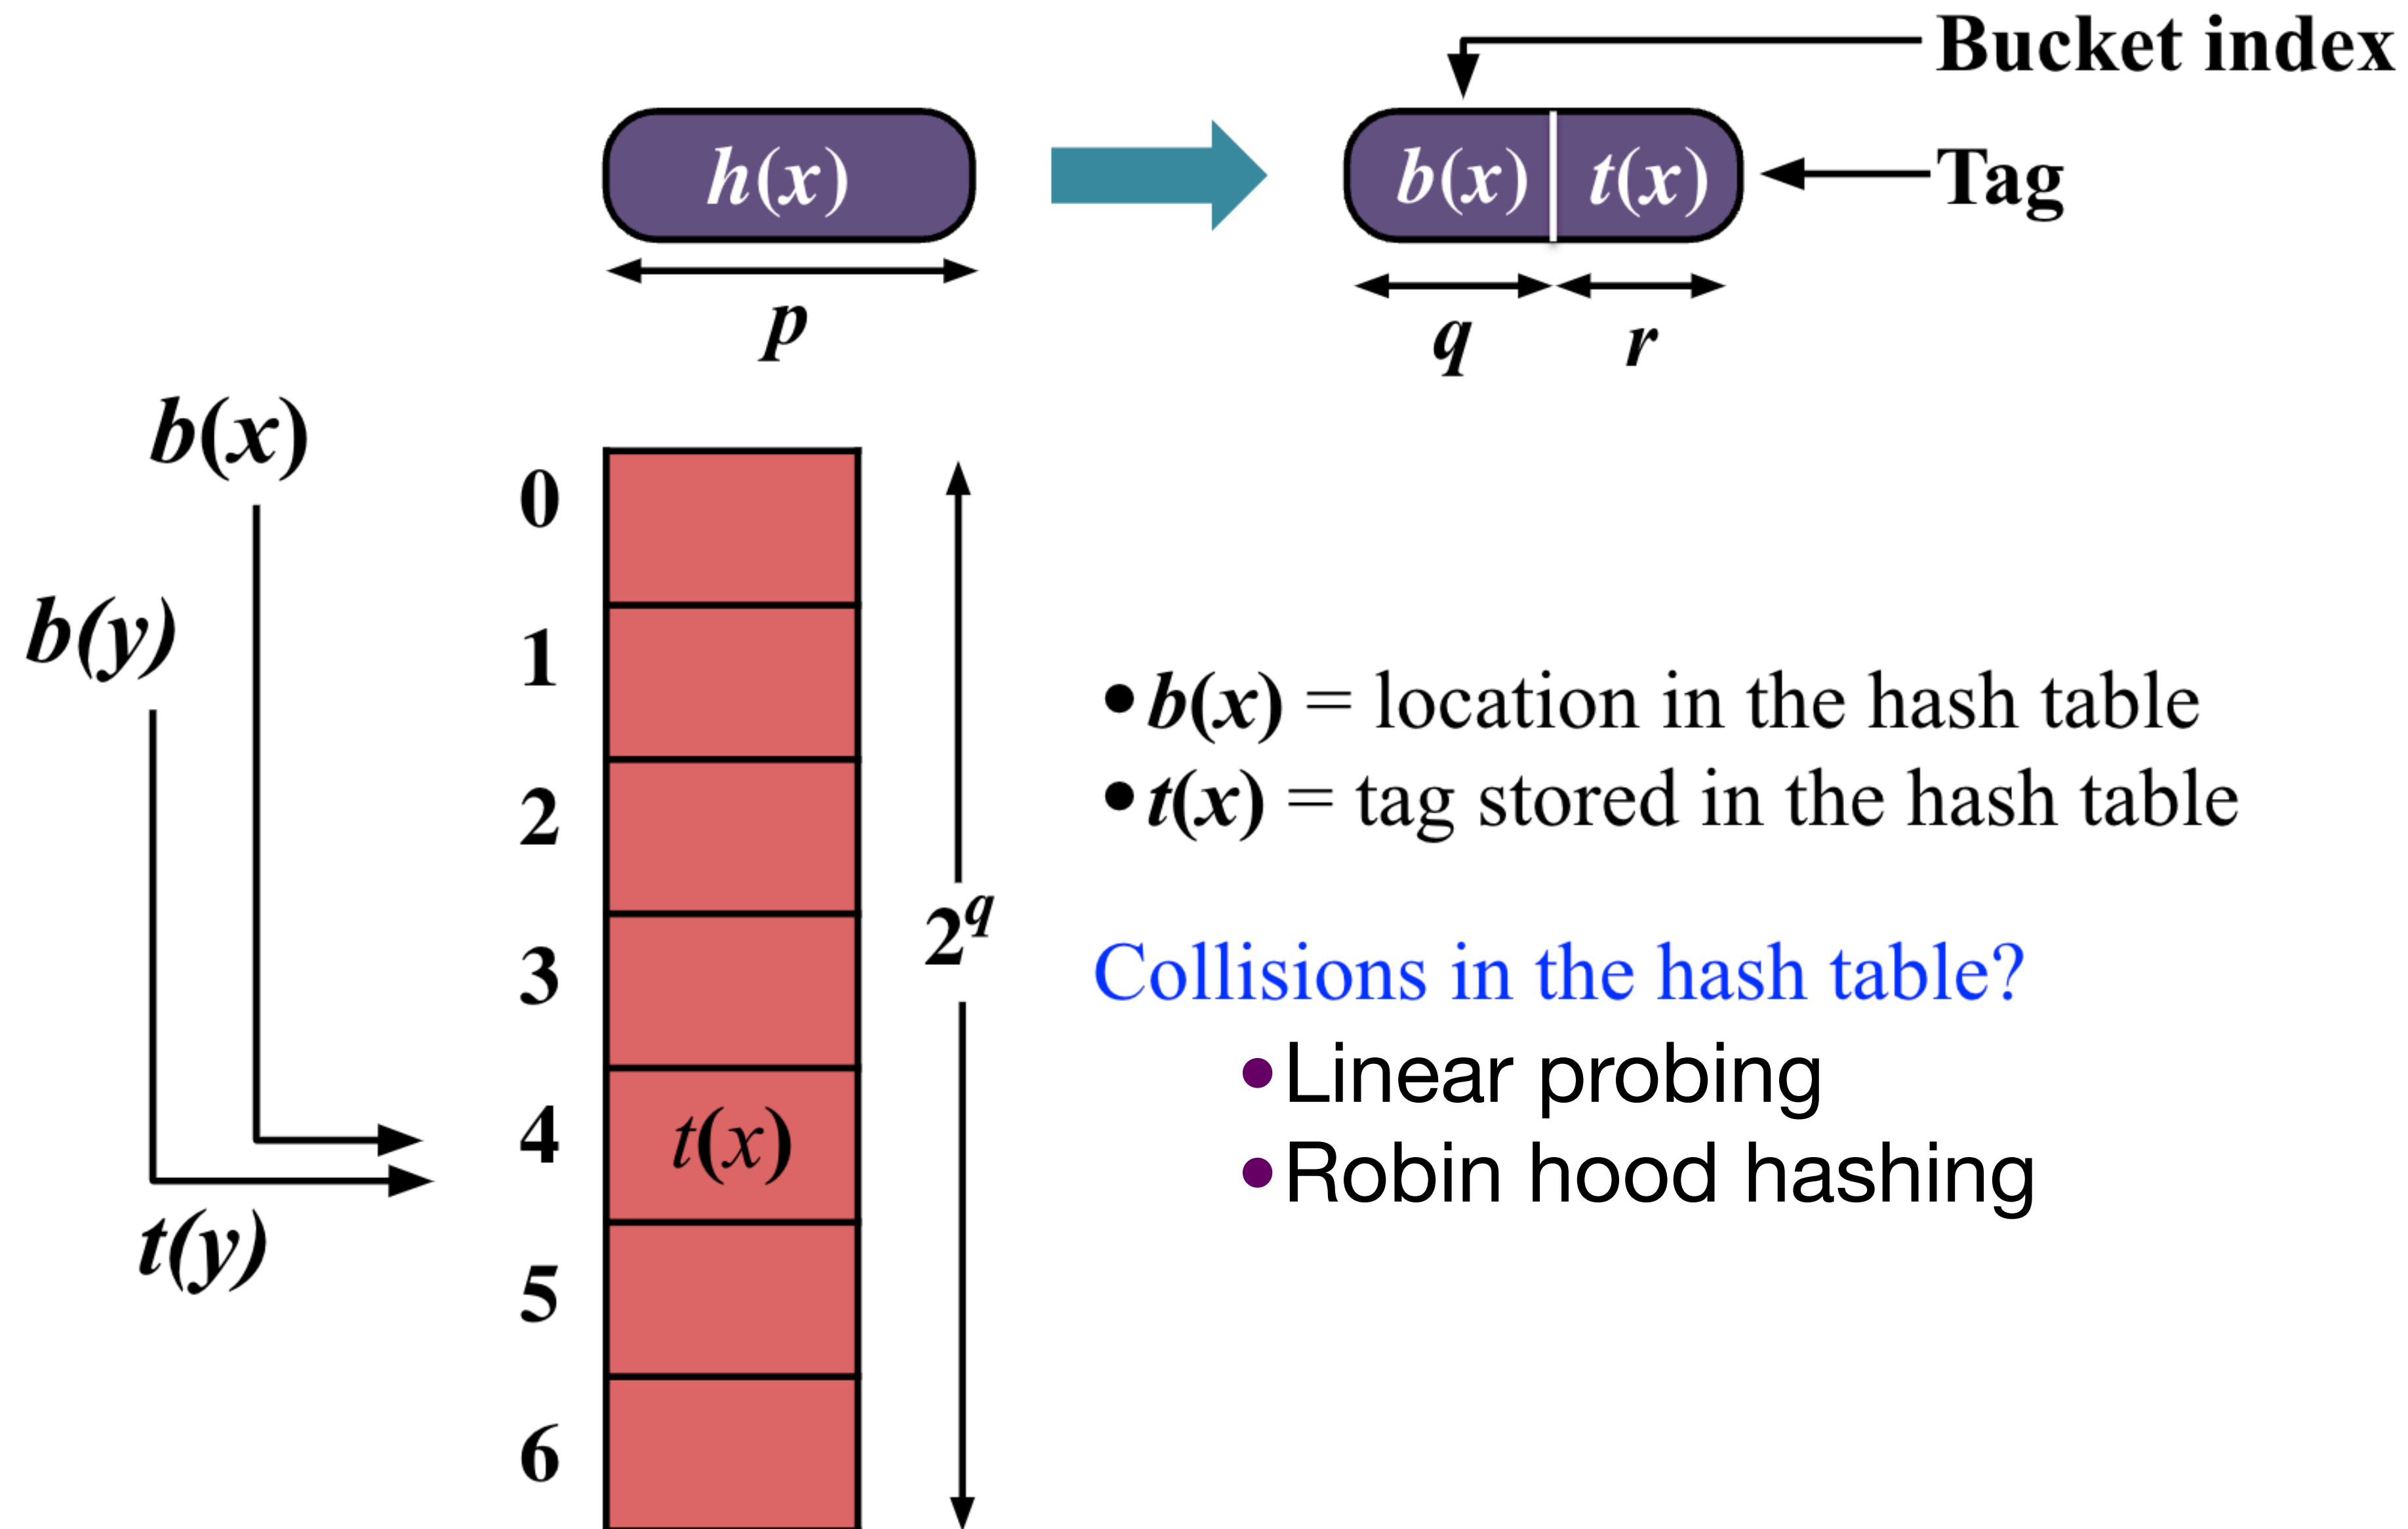 Bucket index
h(x)
b(x) t(x)
Tag
p
q r
b(x)
0
b(y)
1
• b(x) = location in the hash table
2
• t(x) = tag stored in the hash table
2^q
3
Collisions in the hash table?
• Linear probing
4
t(x)
• Robin hood hashing
t(y)
5
6